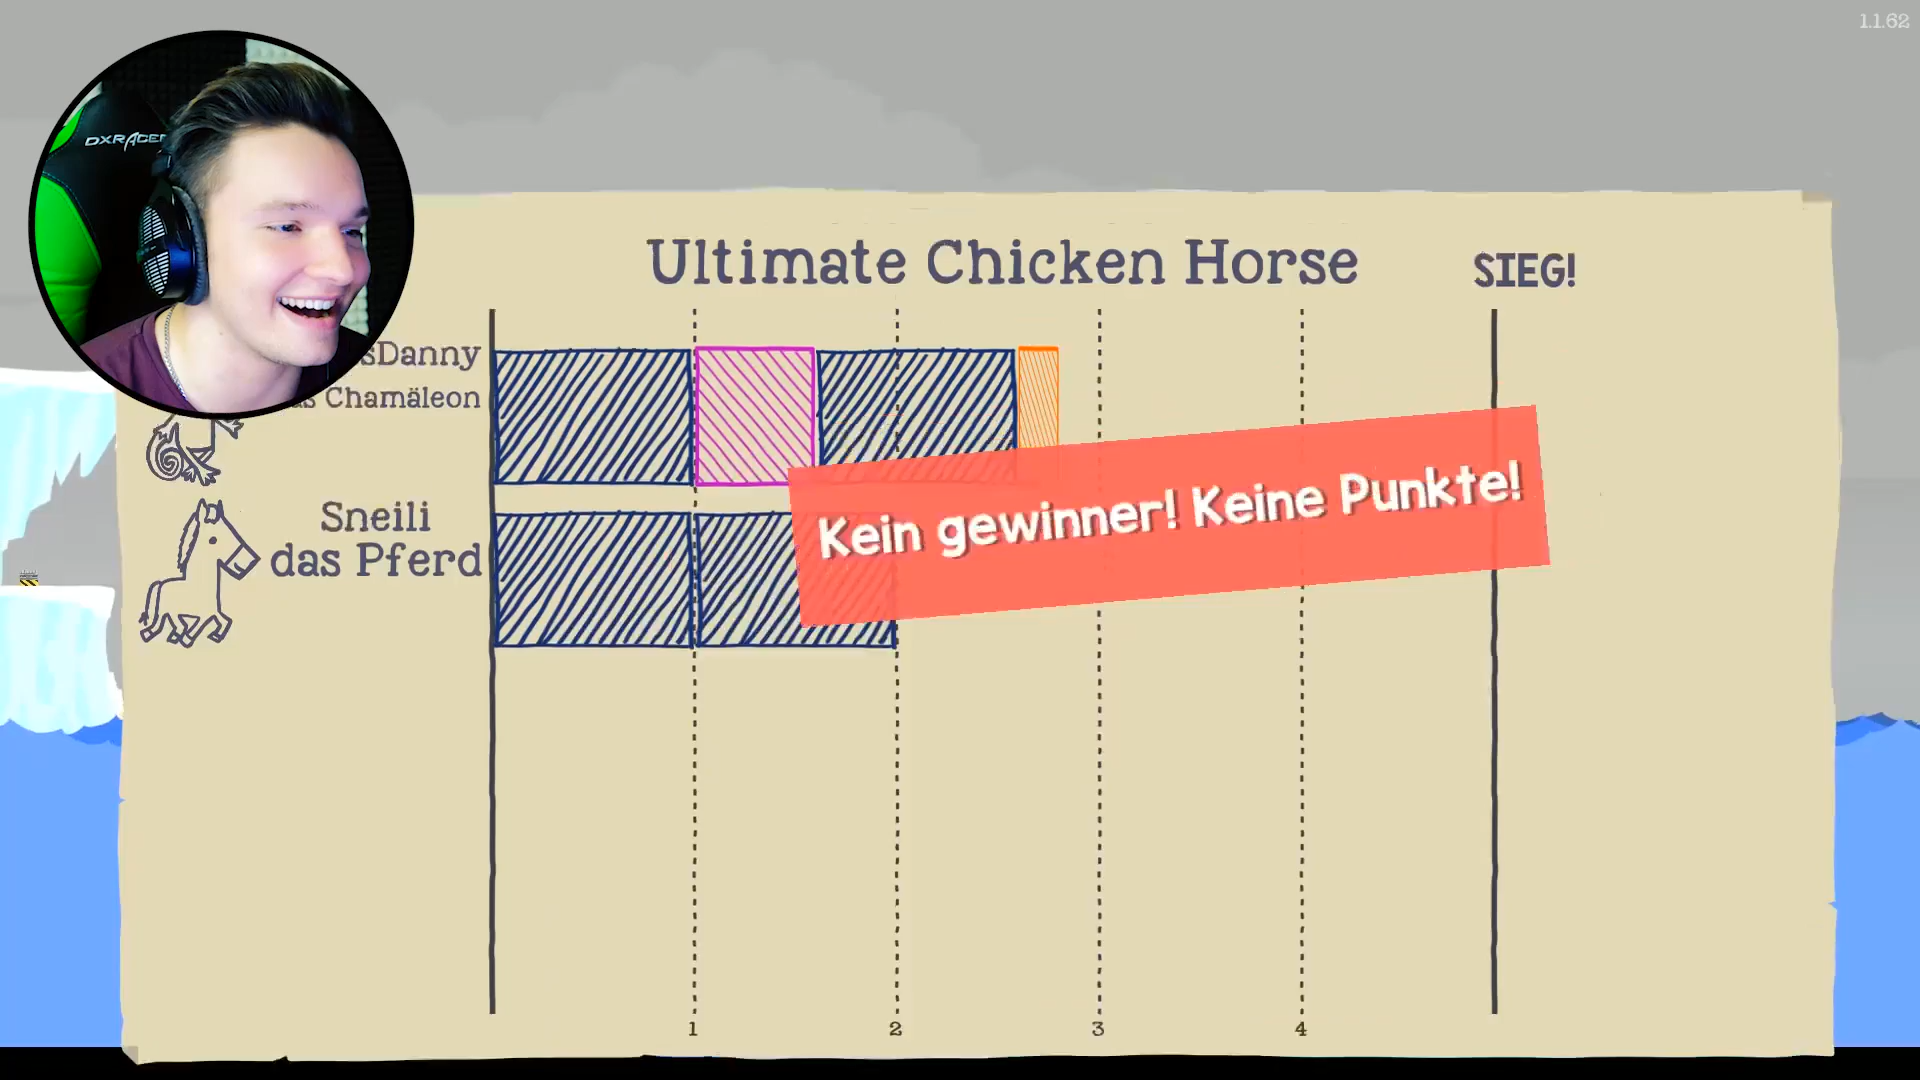 1.1.62
DXRACER
Ultimate Chicken Horse
SIEG!
sDanny
Chamäleon
Kein gewinner! Keine Punkte!
Sneili
das Pferd
1 2 3 4